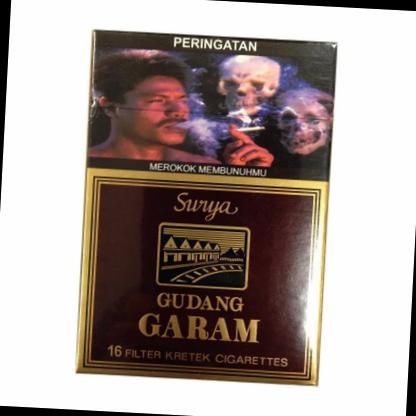 PERINGATAN
MEROKOK MEMBUNUHMU
Surya
GUDANG
GARAM
16 FILTER KRETEK CIGARETTES